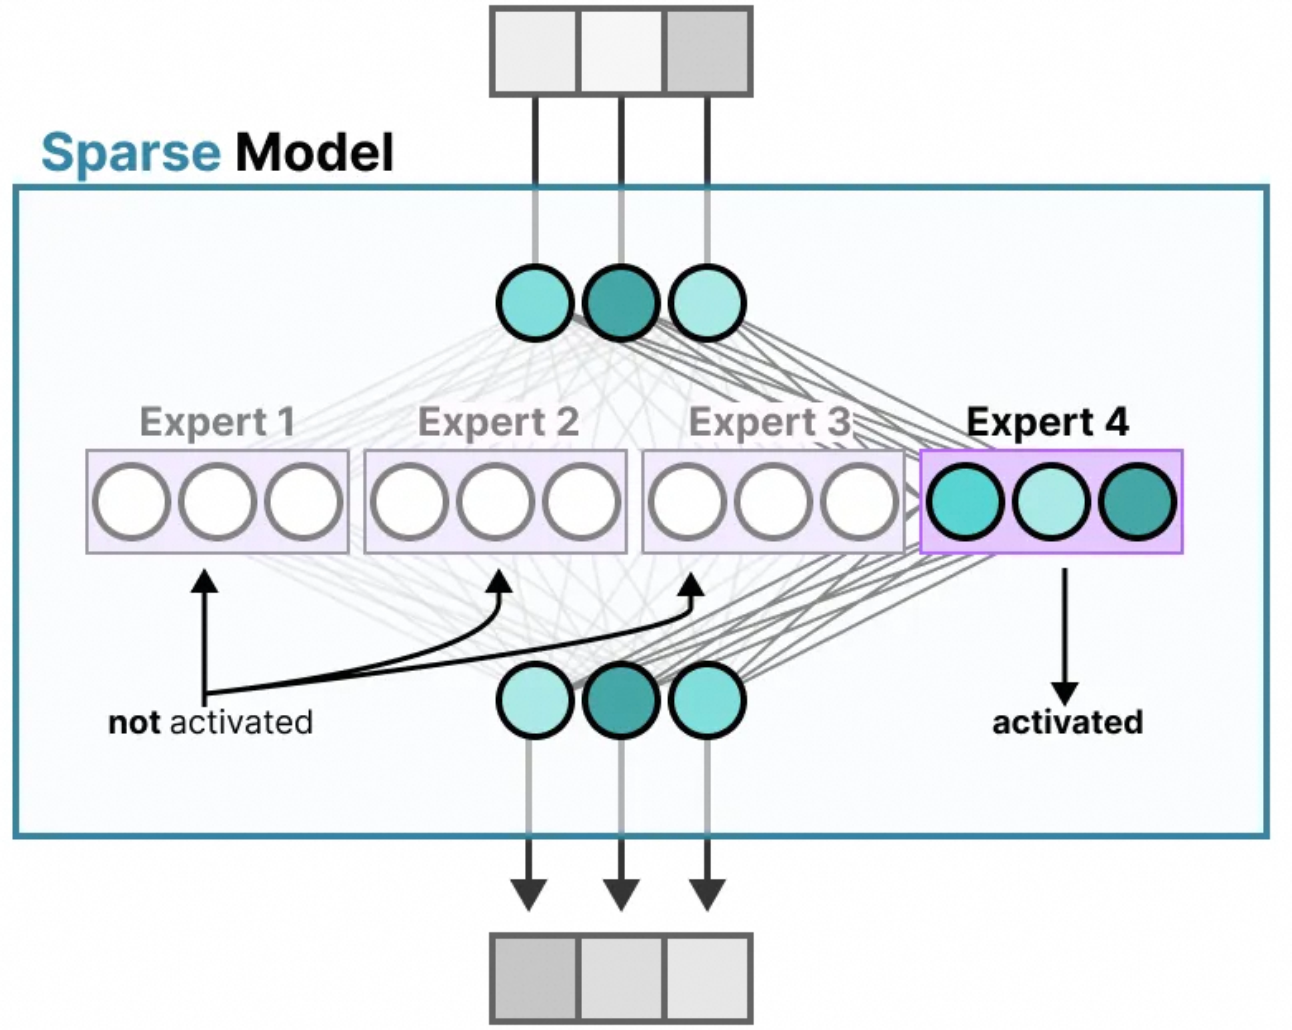 Sparse Model
Expert 1
Expert 2
Expert 3
Expert 4
not activated
activated